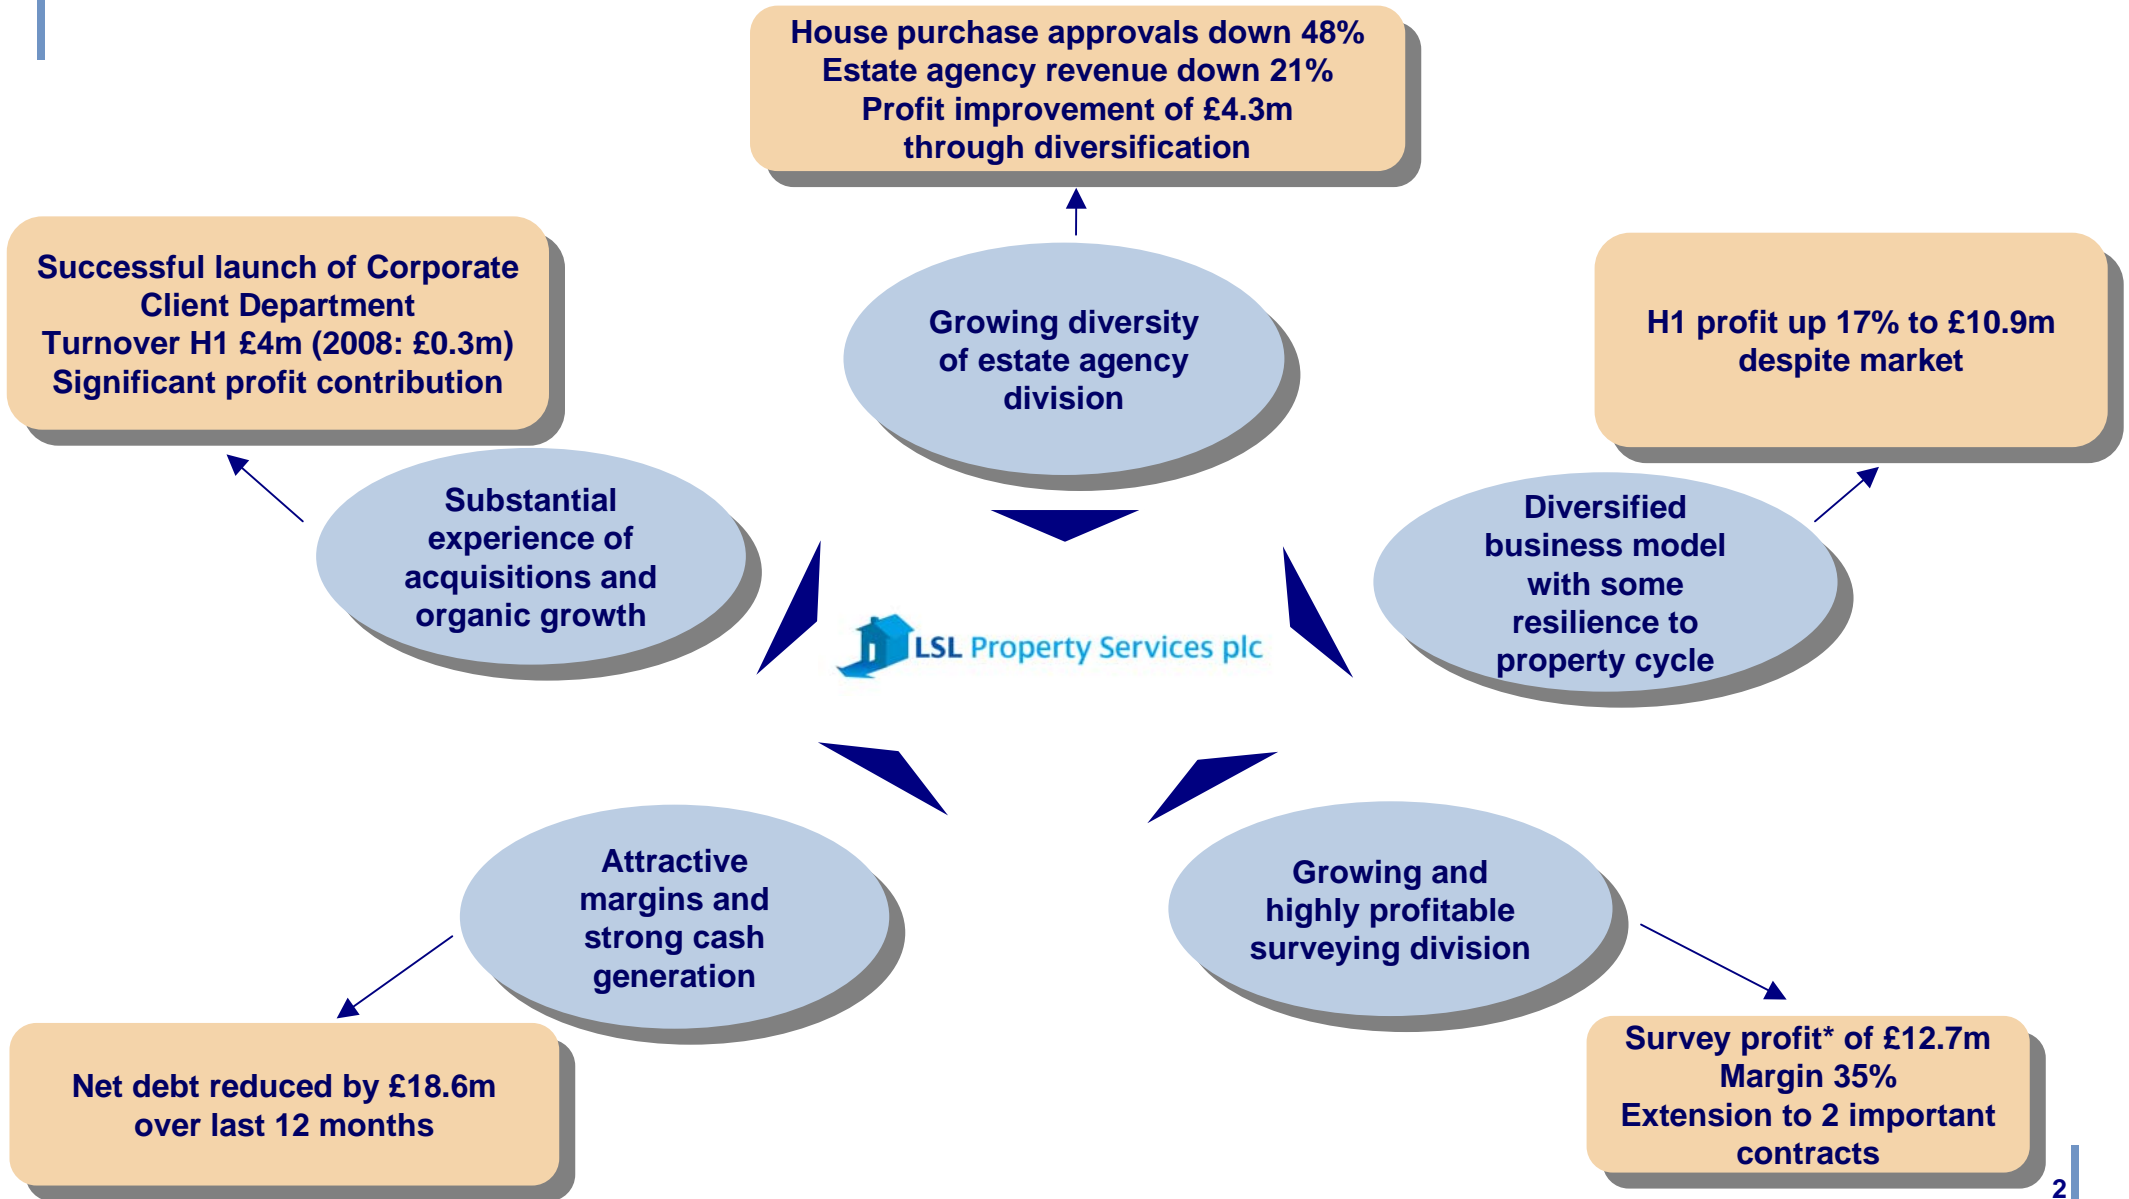 House purchase approvals down 48%
Estate agency revenue down 21%
Profit improvement of £4.3m
through diversification
Successful launch of Corporate
Client Department
Turnover H1 £4m (2008: £0.3m)
Significant profit contribution
Growing diversity
of estate agency
division
H1 profit up 17% to £10.9m
despite market
Substantial
experience of
acquisitions and
organic growth
Diversified
business model
with some
resilience to
property cycle
LSL Property Services plc
Attractive
margins and
strong cash
generation
Growing and
highly profitable
surveying division
Net debt reduced by £18.6m
over last 12 months
Survey profit* of £12.7m
Margin 35%
Extension to 2 important
contracts
2